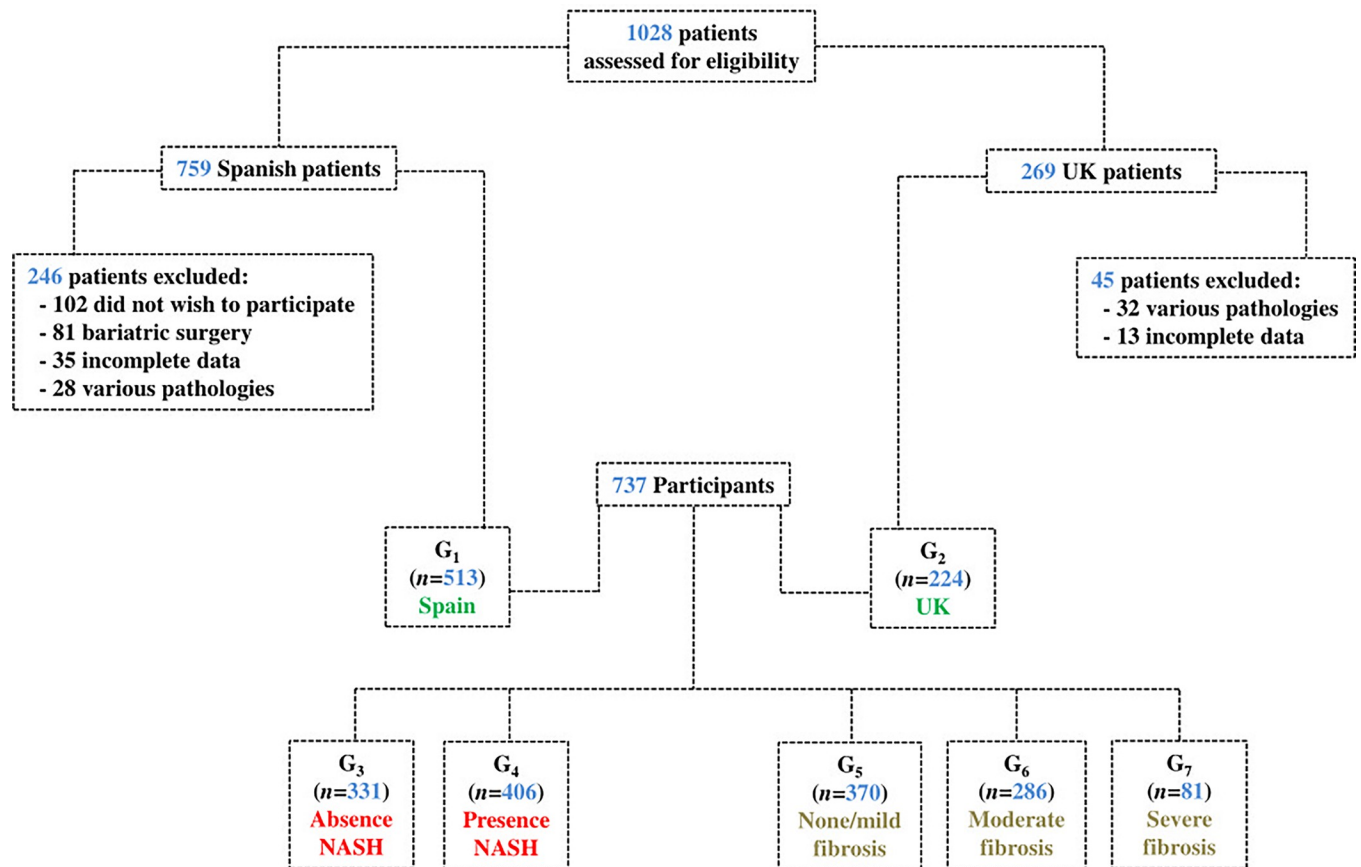 1028 patients
assessed for eligibility
759 Spanish patients
269 UK patients
246 patients excluded:
- 102 did not wish to participate
- 81 bariatric surgery
- 35 incomplete data
- 28 various pathologies
45 patients excluded:
- 32 various pathologies
- 13 incomplete data
737 Participants
G₁
(n=513)
Spain
G₂
(n=224)
UK
G₃
(n=331)
Absence
NASH
G₄
(n=406)
Presence
NASH
G₅
(n=370)
None/mild
fibrosis
G₆
(n=286)
Moderate
fibrosis
G₇
(n=81)
Severe
fibrosis